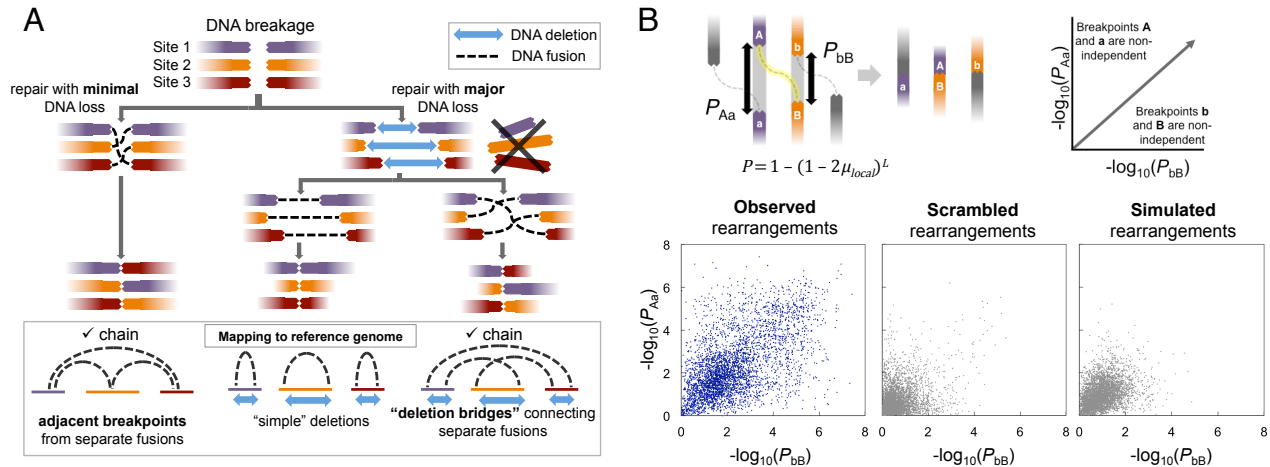 A
DNA breakage
Site 1
Site 2
Site 3
DNA deletion
DNA fusion
repair with minimal
DNA loss
repair with major
DNA loss
✓ chain
Mapping to reference genome
✓ chain
adjacent breakpoints
from separate fusions
"simple" deletions
"deletion bridges" connecting
separate fusions
B
A
b
P_bB
P_Aa
a
B
P = 1 − (1 − 2μ_local)^L
A
b
a
B
Breakpoints A
and a are non-
independent
Breakpoints b
and B are non-
independent
-log10(P_Aa)
-log10(P_bB)
Observed
rearrangements
Scrambled
rearrangements
Simulated
rearrangements
-log10(P_Aa)
8
6
4
2
0
0 2 4 6 8
0 2 4 6 8
0 2 4 6 8
-log10(P_bB)
-log10(P_bB)
-log10(P_bB)